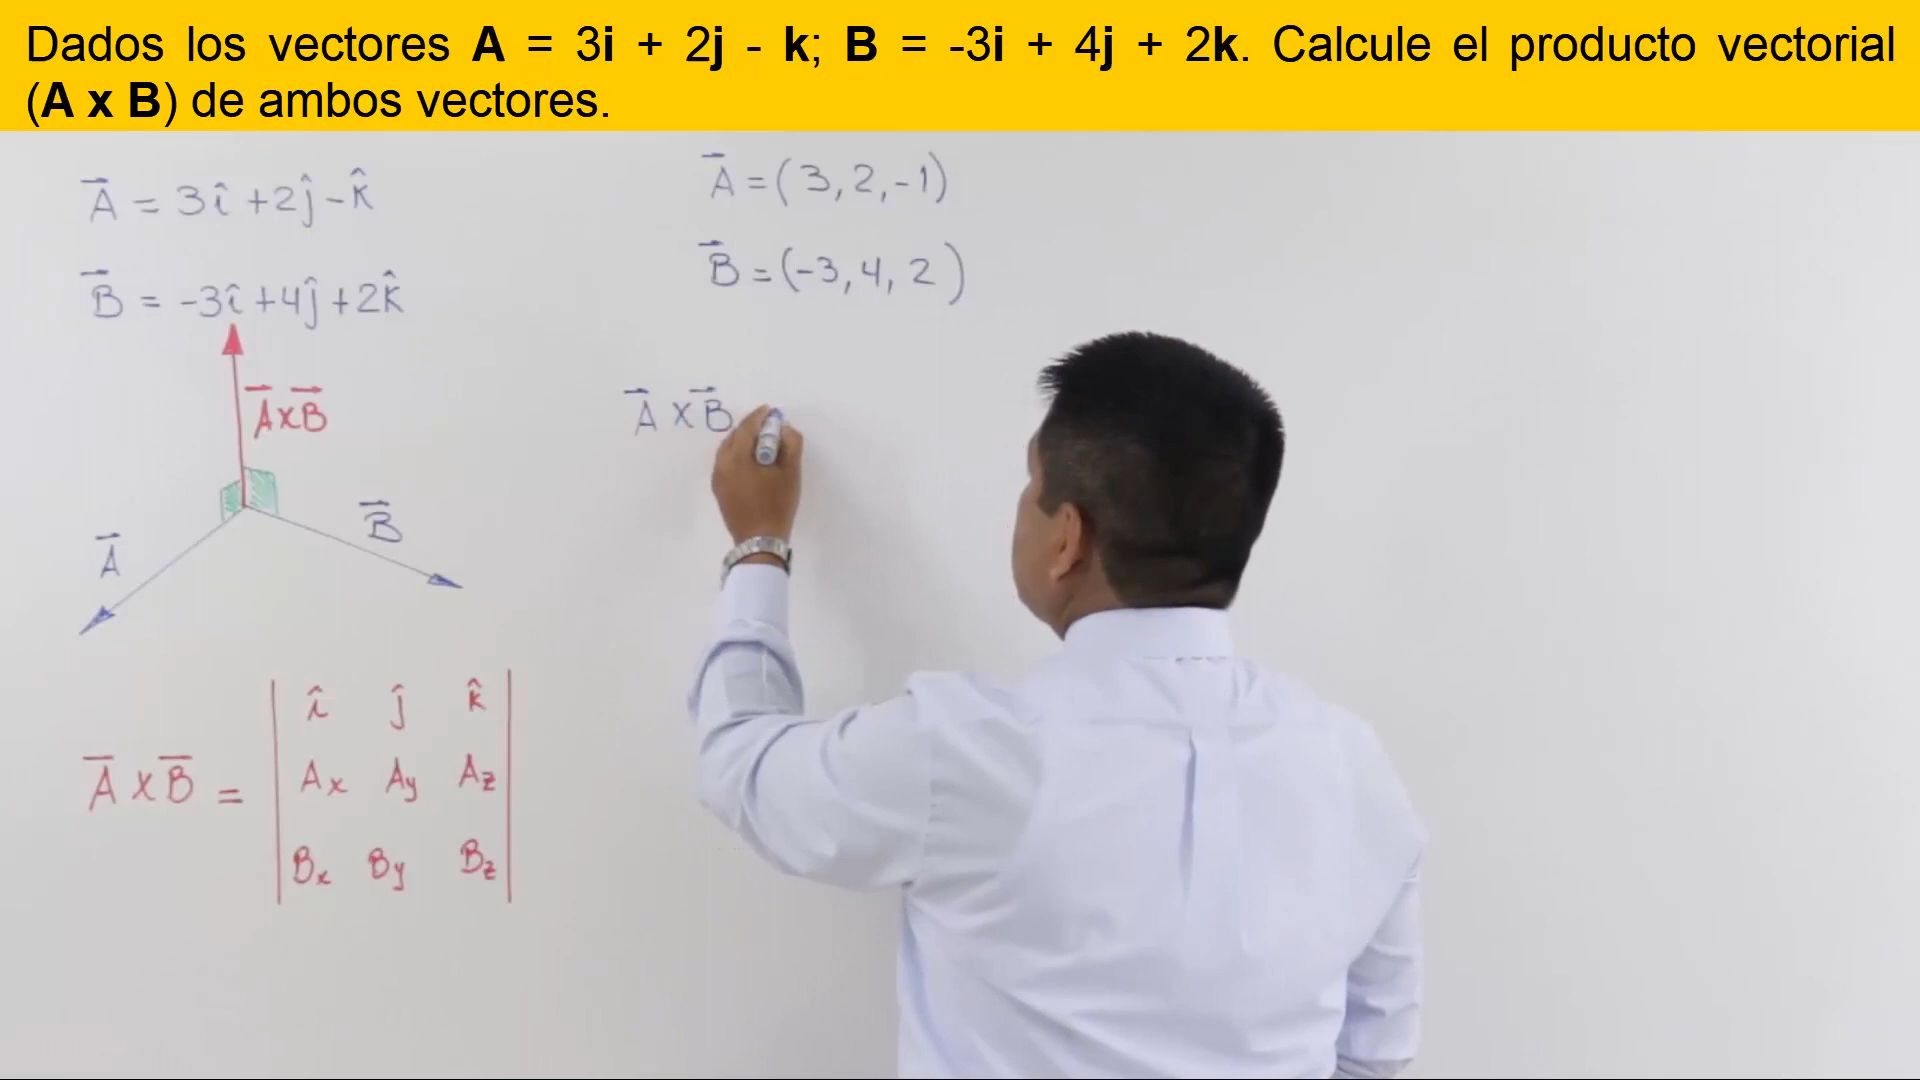 Dados los vectores A = 3i + 2j - k; B = -3i + 4j + 2k. Calcule el producto vectorial
(A x B) de ambos vectores.
A⃗ = 3î + 2ĵ - k̂
B⃗ = -3î + 4ĵ + 2k̂
A⃗ = (3, 2, -1)
B⃗ = (-3, 4, 2)
A⃗ x B⃗
A⃗ x B⃗
A⃗
B⃗
î ĵ k̂
A⃗ x B⃗ = Ax Ay Az
Bx By Bz